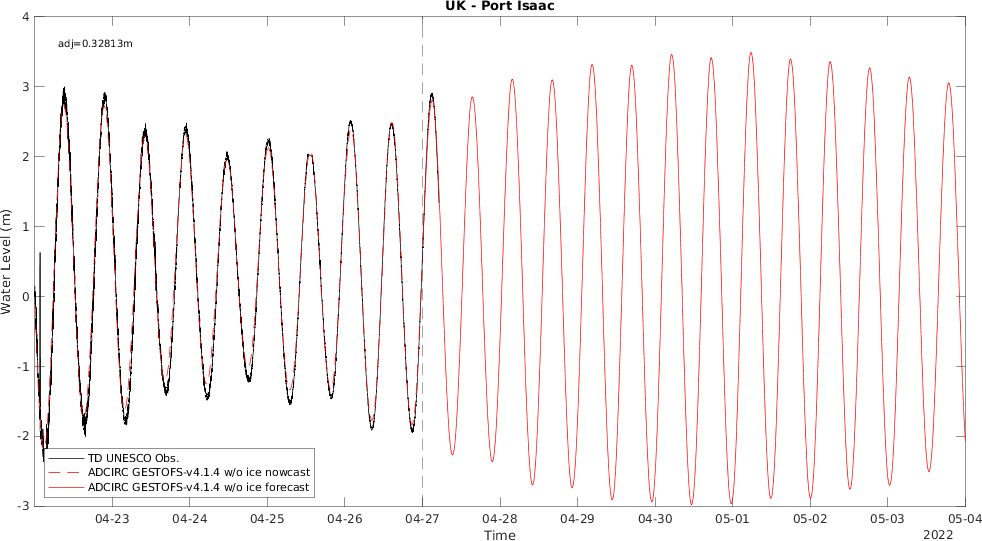 UK - Port Isaac
adj=0.32813m
4
3
2
1
0
-1
-2
-3
Water Level (m)
TD UNESCO Obs.
ADCIRC GESTOFS-v4.1.4 w/o ice nowcast
ADCIRC GESTOFS-v4.1.4 w/o ice forecast
04-23 04-24 04-25 04-26 04-27 04-28 04-29 04-30 05-01 05-02 05-03 05-04
Time
2022